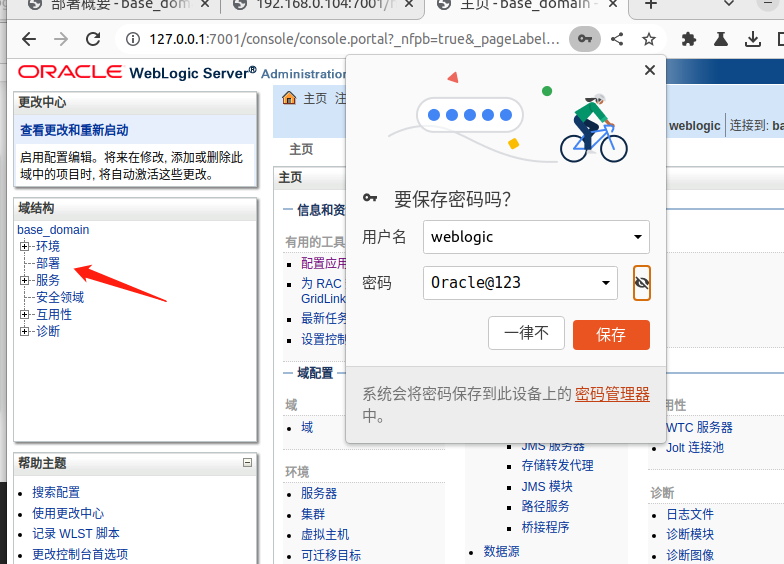 部署概要 - base_dom
192.168.0.104:7001/
主页 - base_domain -
127.0.0.1:7001/console/console.portal?_nfpb=true&_pageLabel…
ORACLE WebLogic Server® Administration
更改中心
查看更改和重新启动
启用配置编辑。将来在修改, 添加或删除此
域中的项目时, 将自动激活这些更改。
域结构
base_domain
环境
部署
服务
安全领域
互用性
诊断
帮助主题
搜索配置
使用更改中心
记录 WLST 脚本
更改控制台首选项
主页 注
weblogic 连接到: ba
主页
主页
信息和资
有用的工具
配置应用
为 RAC
GridLink
最新任务
设置控制
域配置
域
域
环境
服务器
集群
虚拟主机
可迁移目标
要保存密码吗?
用户名 weblogic
密码 Oracle@123
一律不 保存
系统会将密码保存到此设备上的 密码管理器
中。
JMS 服务器
存储转发代理
JMS 模块
路径服务
桥接程序
数据源
用性
WTC 服务器
Jolt 连接池
诊断
日志文件
诊断模块
诊断图像